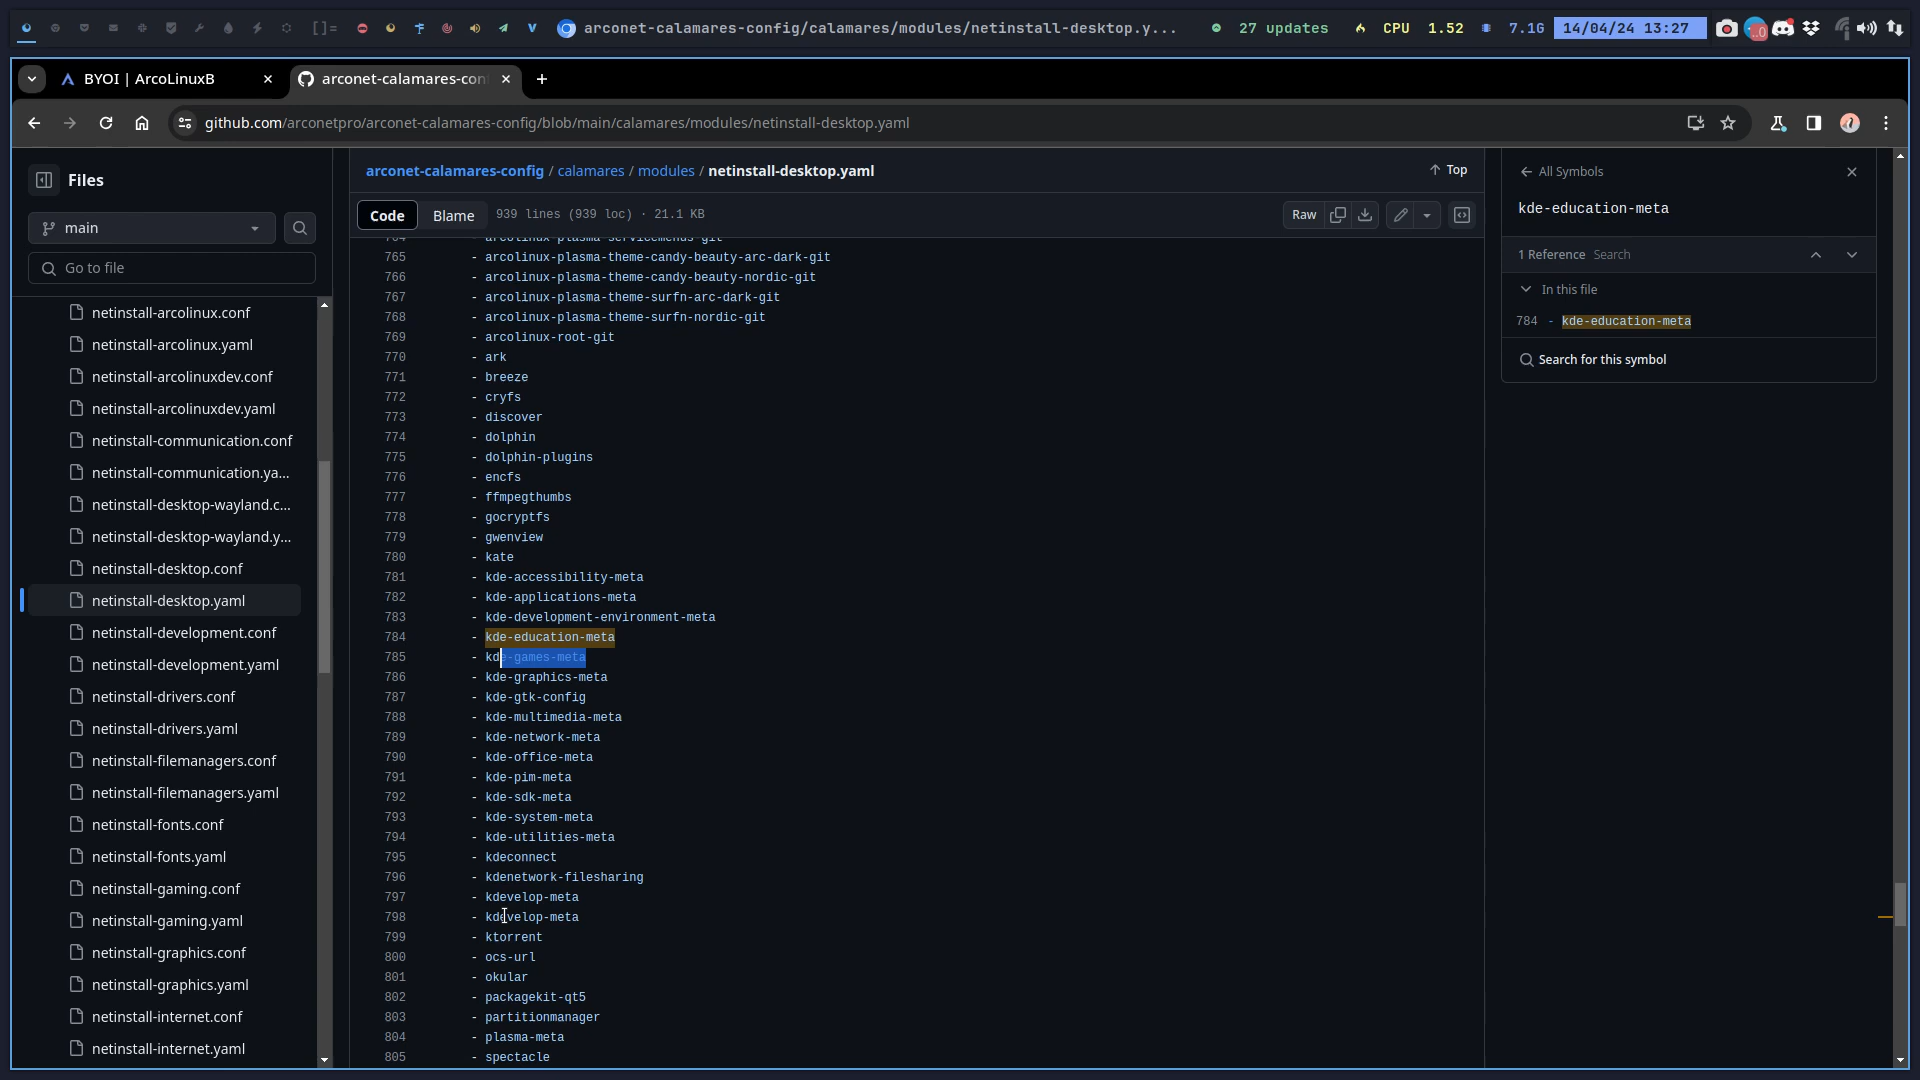 []= arconet-calamares-config/calamares/modules/netinstall-desktop.y... 27 updates CPU 1.52 7.1G 14/04/24 13:27
BYOI | ArcoLinuxB
arconet-calamares-con
github.com/arconetpro/arconet-calamares-config/blob/main/calamares/modules/netinstall-desktop.yaml
Files
main
Go to file
netinstall-arcolinux.conf
netinstall-arcolinux.yaml
netinstall-arcolinuxdev.conf
netinstall-arcolinuxdev.yaml
netinstall-communication.conf
netinstall-communication.ya...
netinstall-desktop-wayland.c...
netinstall-desktop-wayland.y...
netinstall-desktop.conf
netinstall-desktop.yaml
netinstall-development.conf
netinstall-development.yaml
netinstall-drivers.conf
netinstall-drivers.yaml
netinstall-filemanagers.conf
netinstall-filemanagers.yaml
netinstall-fonts.conf
netinstall-fonts.yaml
netinstall-gaming.conf
netinstall-gaming.yaml
netinstall-graphics.conf
netinstall-graphics.yaml
netinstall-internet.conf
netinstall-internet.yaml
arconet-calamares-config / calamares / modules / netinstall-desktop.yaml
Top
Code Blame 939 lines (939 loc) · 21.1 KB Raw
764 - arcolinux-plasma-servicemenus-git
765 - arcolinux-plasma-theme-candy-beauty-arc-dark-git
766 - arcolinux-plasma-theme-candy-beauty-nordic-git
767 - arcolinux-plasma-theme-surfn-arc-dark-git
768 - arcolinux-plasma-theme-surfn-nordic-git
769 - arcolinux-root-git
770 - ark
771 - breeze
772 - cryfs
773 - discover
774 - dolphin
775 - dolphin-plugins
776 - encfs
777 - ffmpegthumbs
778 - gocryptfs
779 - gwenview
780 - kate
781 - kde-accessibility-meta
782 - kde-applications-meta
783 - kde-development-environment-meta
784 - kde-education-meta
785 - kde-games-meta
786 - kde-graphics-meta
787 - kde-gtk-config
788 - kde-multimedia-meta
789 - kde-network-meta
790 - kde-office-meta
791 - kde-pim-meta
792 - kde-sdk-meta
793 - kde-system-meta
794 - kde-utilities-meta
795 - kdeconnect
796 - kdenetwork-filesharing
797 - kdevelop-meta
798 - kdevelop-meta
799 - ktorrent
800 - ocs-url
801 - okular
802 - packagekit-qt5
803 - partitionmanager
804 - plasma-meta
805 - spectacle
All Symbols
kde-education-meta
1 Reference Search
In this file
784 - kde-education-meta
Search for this symbol